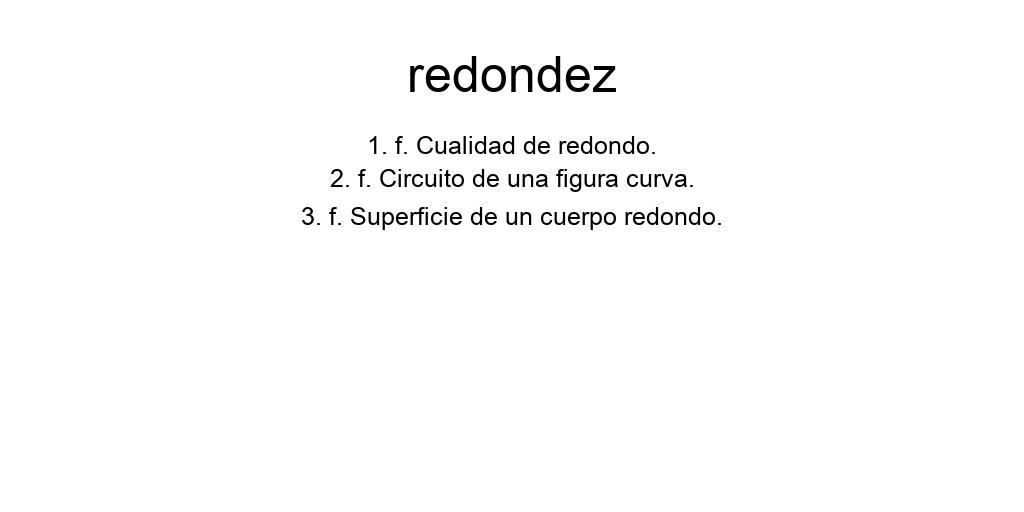 redondez
1. f. Cualidad de redondo.
2. f. Circuito de una figura curva.
3. f. Superficie de un cuerpo redondo.